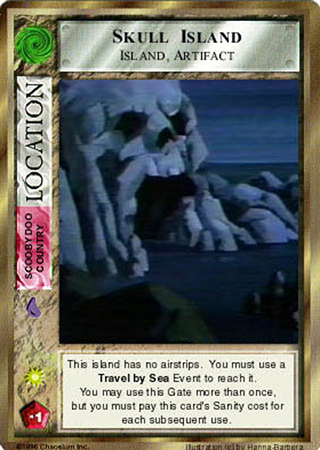 SKULL ISLAND
ISLAND, ARTIFACT
LOCATION
SCOOBYDOO
COUNTRY
This island has no airstrips. You must use a
Travel by Sea Event to reach it.
You may use this Gate more than once,
but you must pay this card's Sanity cost for
each subsequent use.
-1
©1996 Chaosium Inc.
Illustration (c) by Hanna-Barbera